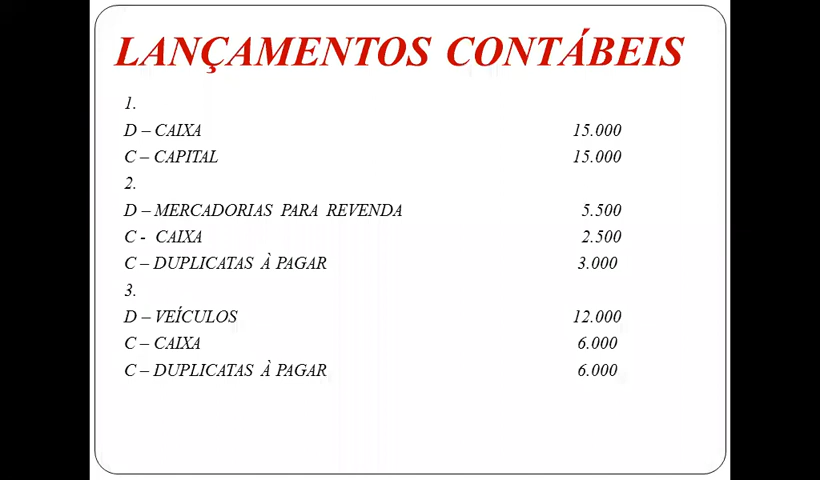 LANÇAMENTOS CONTÁBEIS
1.
D – CAIXA 15.000
C – CAPITAL 15.000
2.
D – MERCADORIAS PARA REVENDA 5.500
C - CAIXA 2.500
C – DUPLICATAS À PAGAR 3.000
3.
D – VEÍCULOS 12.000
C – CAIXA 6.000
C – DUPLICATAS À PAGAR 6.000